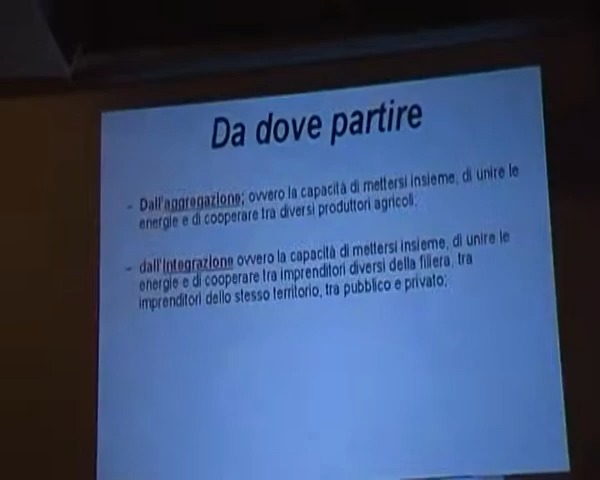 Da dove partire
- Dall'aggregazione; ovvero la capacità di mettersi insieme, di unire le
energie e di cooperare tra diversi produttori agricoli;
- dall'integrazione ovvero la capacità di mettersi insieme, di unire le
energie e di cooperare tra imprenditori diversi della filiera, tra
imprenditori dello stesso territorio, tra pubblico e privato;